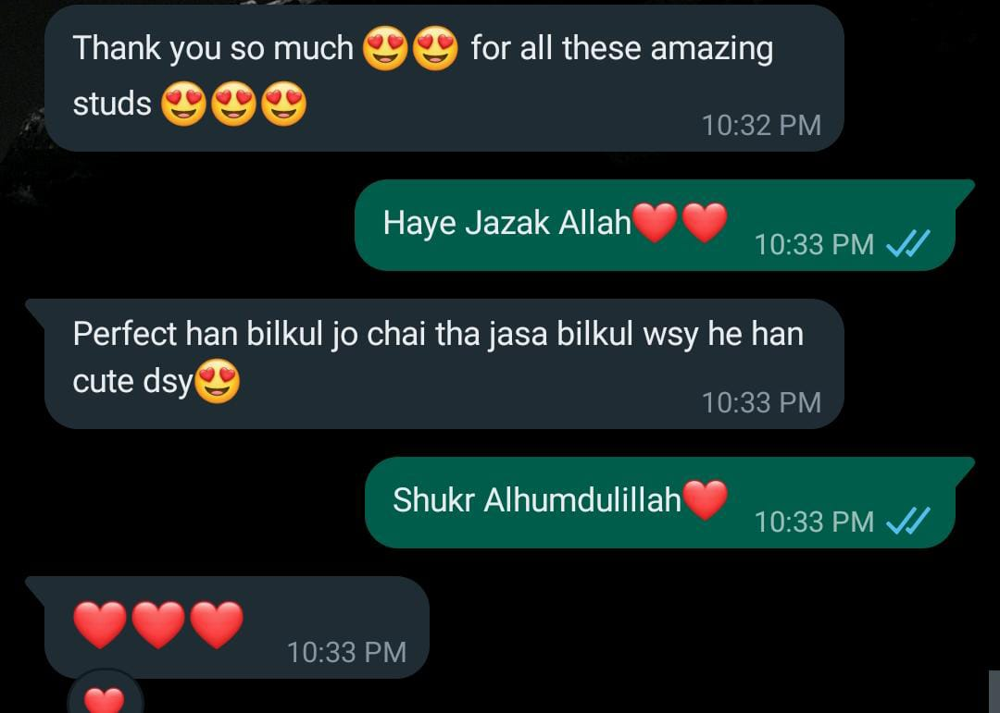 Thank you so much 😍😍 for all these amazing
studs 😍😍😍
10:32 PM
Haye Jazak Allah❤️❤️
10:33 PM
Perfect han bilkul jo chai tha jasa bilkul wsy he han
cute dsy😍
10:33 PM
Shukr Alhumdulillah❤️
10:33 PM
❤️❤️❤️
10:33 PM
❤️